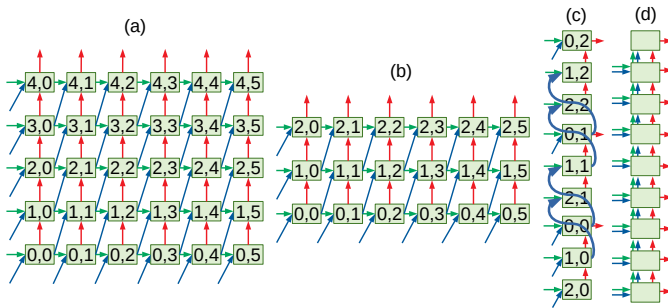 (a)
4,0 4,1 4,2 4,3 4,4 4,5
3,0 3,1 3,2 3,3 3,4 3,5
2,0 2,1 2,2 2,3 2,4 2,5
1,0 1,1 1,2 1,3 1,4 1,5
0,0 0,1 0,2 0,3 0,4 0,5
(b)
2,0 2,1 2,2 2,3 2,4 2,5
1,0 1,1 1,2 1,3 1,4 1,5
0,0 0,1 0,2 0,3 0,4 0,5
(c)
0,2
1,2
2,2
0,1
1,1
2,1
0,0
1,0
2,0
(d)